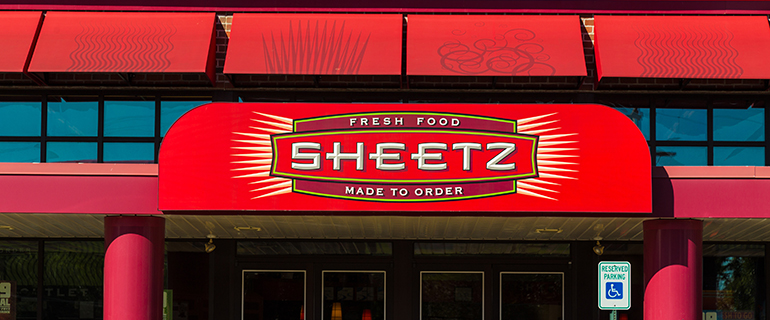 FRESH FOOD
SHEETZ
MADE TO ORDER
RESERVED
PARKING